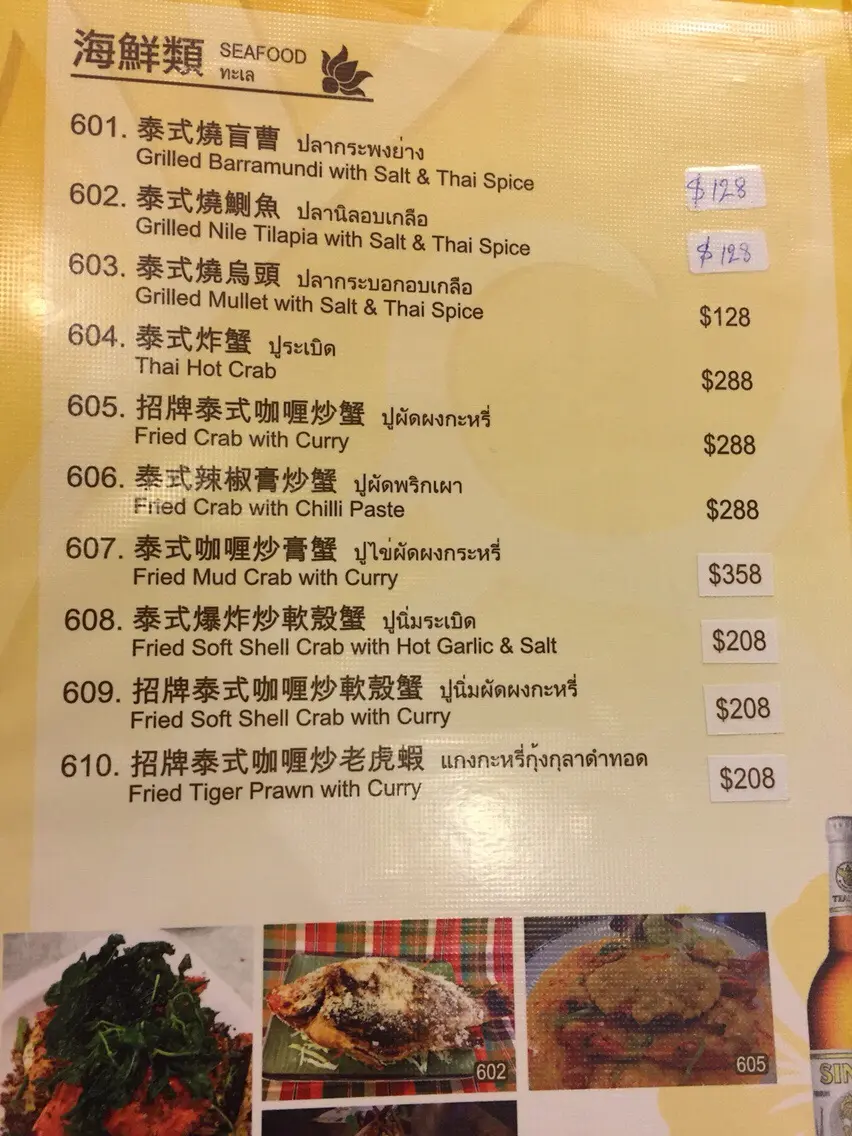 海鮮類 SEAFOOD
ทะเล
601. 泰式燒盲曹 ปลากระพงย่าง
Grilled Barramundi with Salt & Thai Spice
$128
602. 泰式燒鰂魚 ปลานิลอบเกลือ
Grilled Nile Tilapia with Salt & Thai Spice
$128
603. 泰式燒烏頭 ปลากระบอกอบเกลือ
Grilled Mullet with Salt & Thai Spice
$128
604. 泰式炸蟹 ปูระเบิด
Thai Hot Crab
$288
605. 招牌泰式咖喱炒蟹 ปูผัดผงกะหรี่
Fried Crab with Curry
$288
606. 泰式辣椒膏炒蟹 ปูผัดพริกเผา
Fried Crab with Chilli Paste
$288
607. 泰式咖喱炒膏蟹 ปูไข่ผัดผงกระหรี่
Fried Mud Crab with Curry
$358
608. 泰式爆炸炒軟殼蟹 ปูนิ่มระเบิด
Fried Soft Shell Crab with Hot Garlic & Salt
$208
609. 招牌泰式咖喱炒軟殼蟹 ปูนิ่มผัดผงกะหรี่
Fried Soft Shell Crab with Curry
$208
610. 招牌泰式咖喱炒老虎蝦 แกงกะหรี่กุ้งกุลาดำทอด
Fried Tiger Prawn with Curry
$208
602
605
SIN